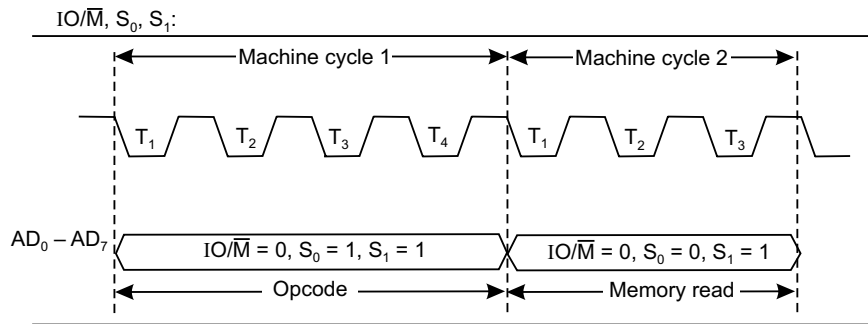 IO/M̅, S₀, S₁:
Machine cycle 1 Machine cycle 2
T₁ T₂ T₃ T₄ T₁ T₂ T₃
AD₀ – AD₇ IO/M̅ = 0, S₀ = 1, S₁ = 1 IO/M̅ = 0, S₀ = 0, S₁ = 1
Opcode Memory read